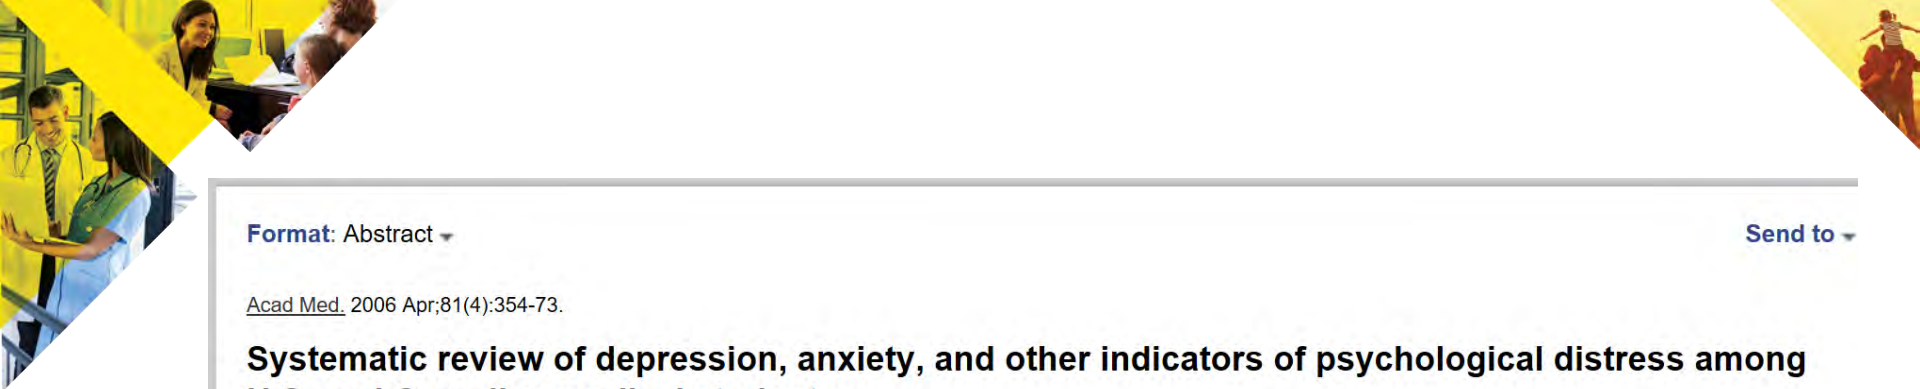 Format: Abstract
Send to
Acad Med. 2006 Apr;81(4):354-73.
Systematic review of depression, anxiety, and other indicators of psychological distress among